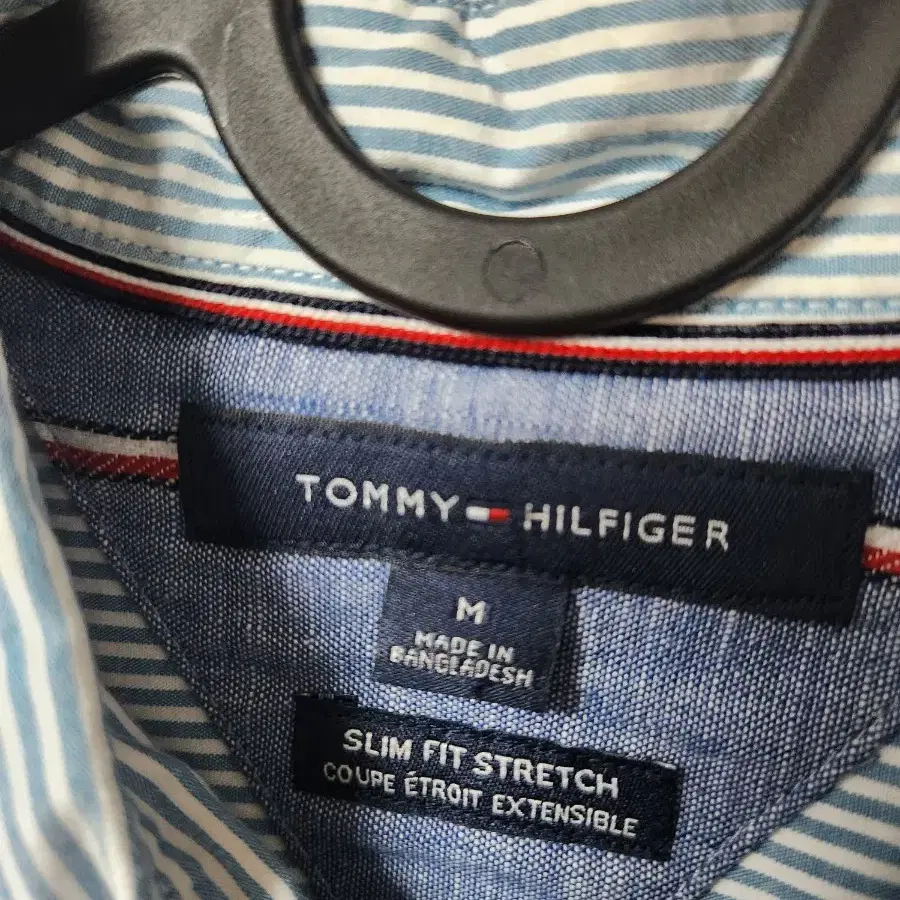 TOMMY HILFIGER
M
MADE IN
BANGLADESH
SLIM FIT STRETCH
COUPE ÉTROIT EXTENSIBLE